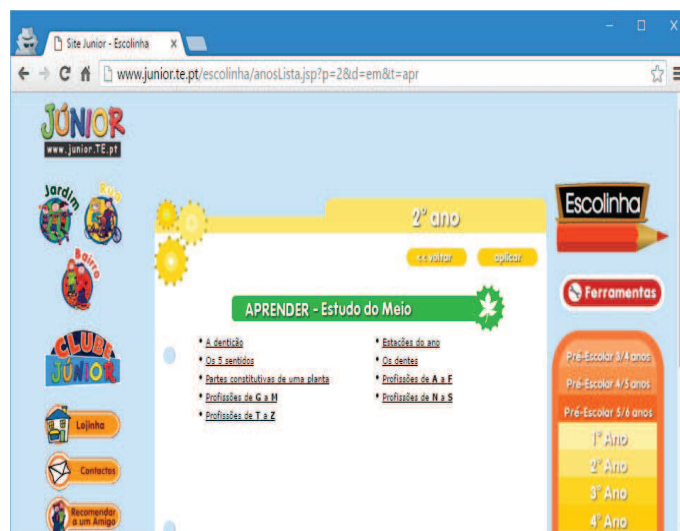 Site Junior - Escolinha
www.junior.te.pt/escolinha/anosLista.jsp?p=2&d=em&t=apr
JÚNIOR
www.junior.TE.pt
Jardim
Rua
Bairro
CLUBE
JÚNIOR
Lojinha
Contactos
Recomendar
a um Amigo
2º ano
<< voltar
aplicar
APRENDER - Estudo do Meio
A dentição
Os 5 sentidos
Partes constitutivas de uma planta
Profissões de G a M
Profissões de T a Z
Estações do ano
Os dentes
Profissões de A a F
Profissões de N a S
Escolinha
Ferramentas
Pré-Escolar 3/4 anos
Pré-Escolar 4/5 anos
Pré-Escolar 5/6 anos
1º Ano
2º Ano
3º Ano
4º Ano